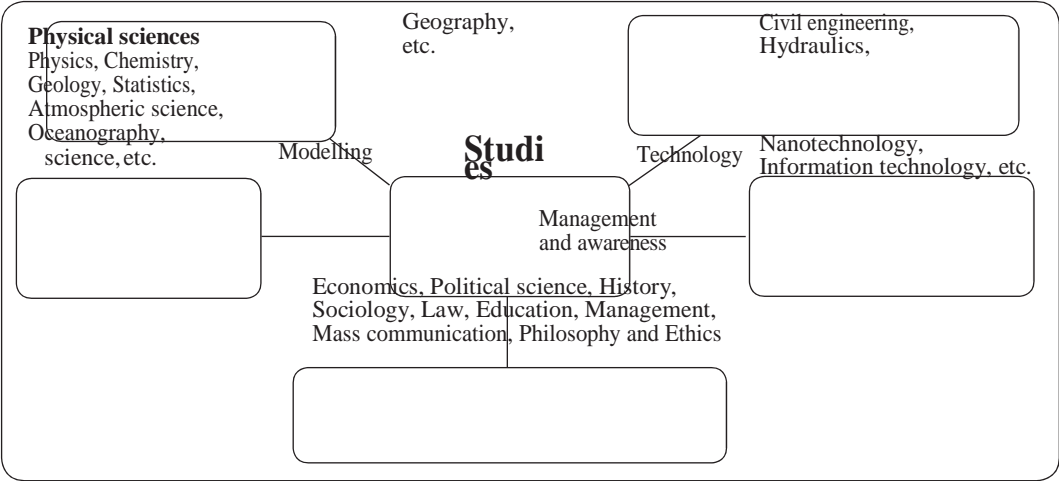 Geography,
etc.
Civil engineering,
Hydraulics,
Physical sciences
Physics, Chemistry,
Geology, Statistics,
Atmospheric science,
Oceanography,
science, etc.
Modelling
Studi
es
Technology
Nanotechnology,
Information technology, etc.
Management
and awareness
Economics, Political science, History,
Sociology, Law, Education, Management,
Mass communication, Philosophy and Ethics